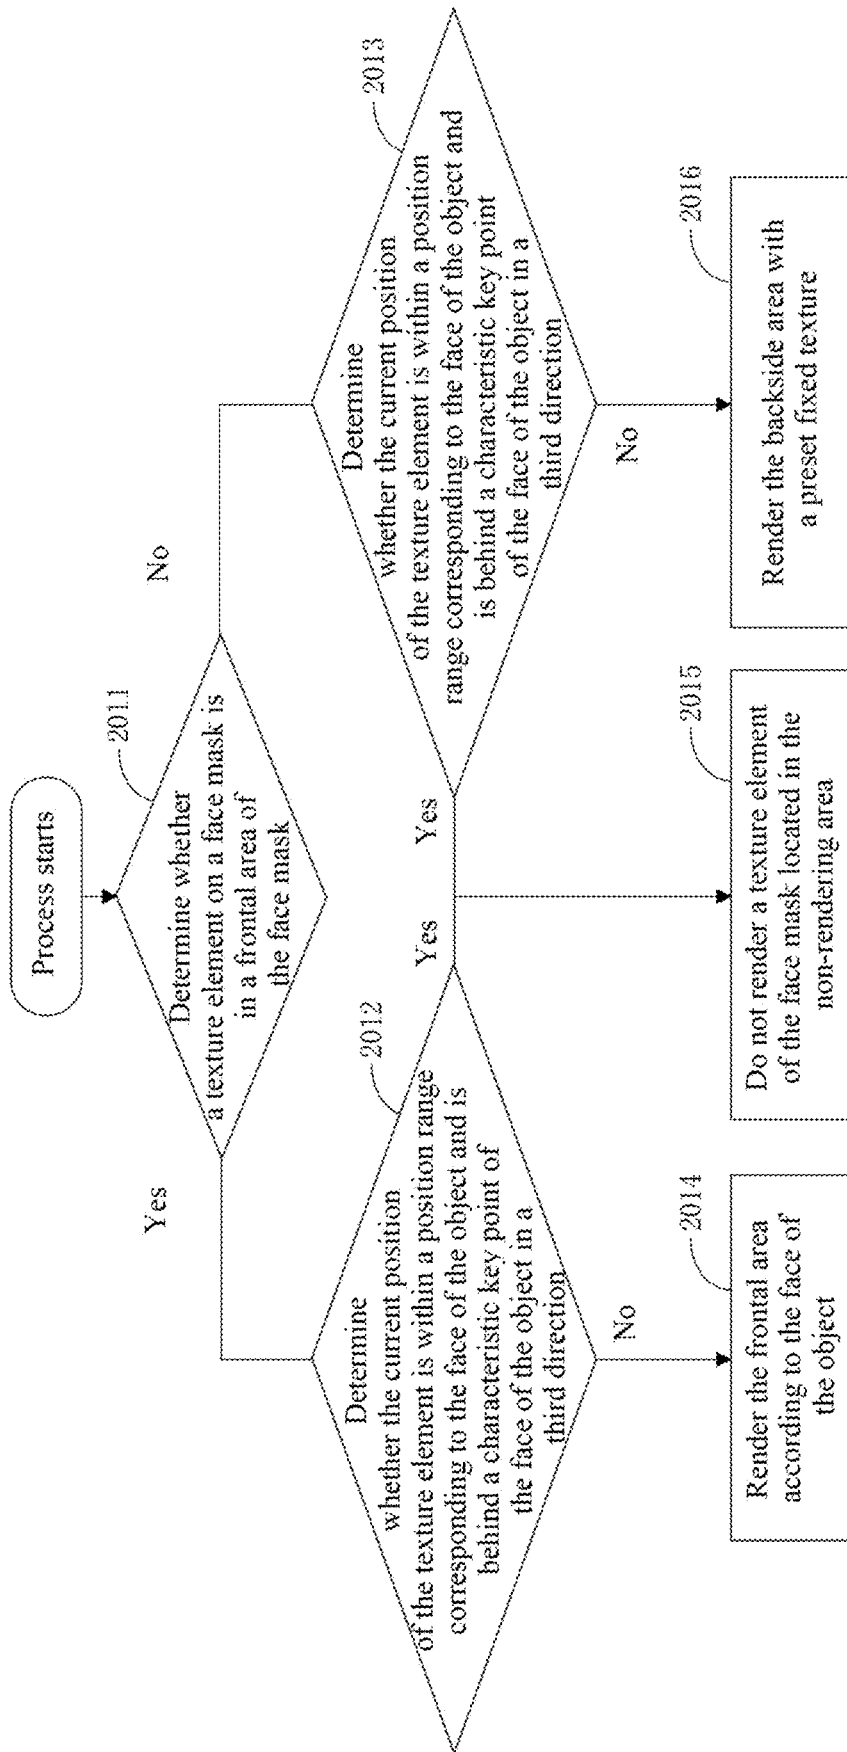 Process starts
2011
Determine whether
a texture element on a face mask is
in a frontal area of
the face mask
Yes
No
2012
Determine
whether the current position
of the texture element is within a position range
corresponding to the face of the object and is
behind a characteristic key point of
the face of the object in a
third direction
Yes
No
2013
Determine
whether the current position
of the texture element is within a position
range corresponding to the face of the object and
is behind a characteristic key point
of the face of the object in a
third direction
Yes
No
2014
Render the frontal area
according to the face of
the object
2015
Do not render a texture element
of the face mask located in the
non-rendering area
2016
Render the backside area with
a preset fixed texture